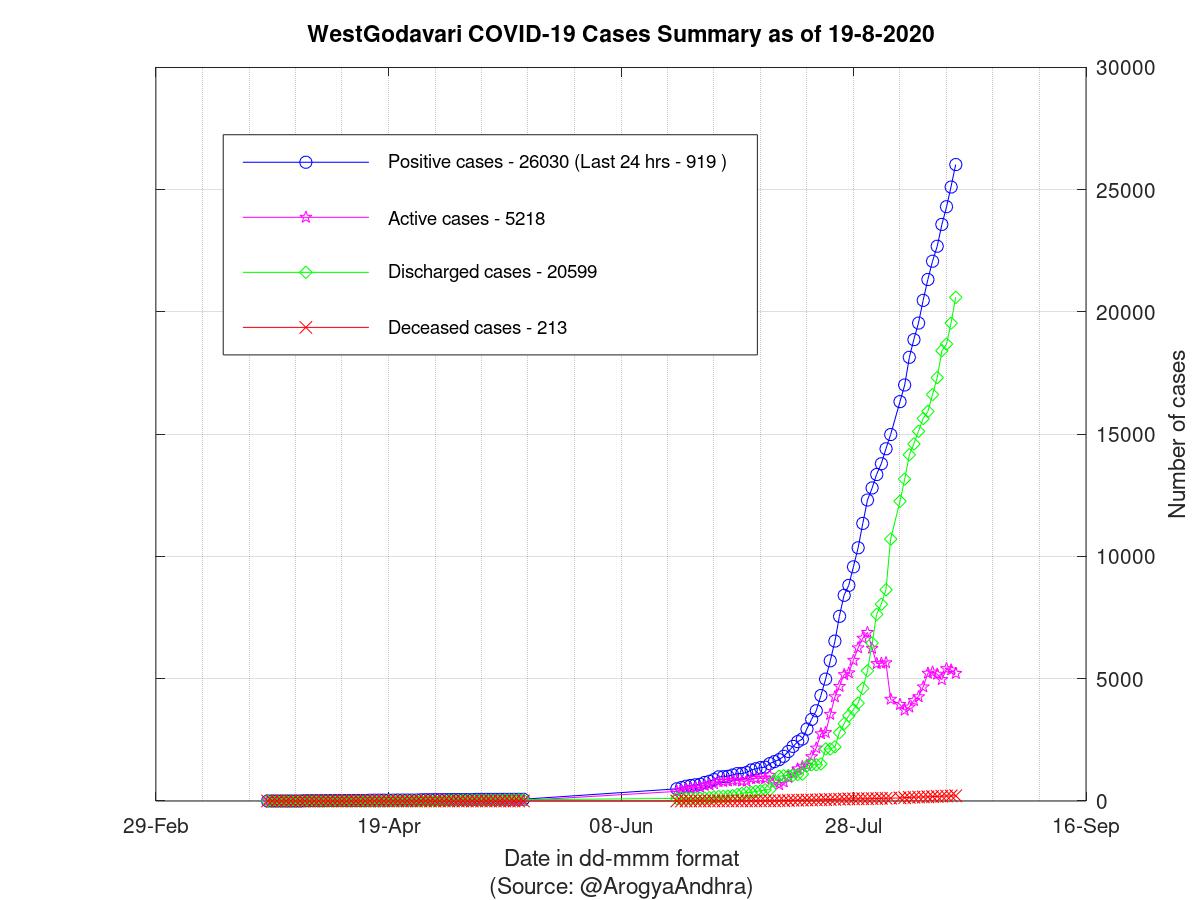 WestGodavari COVID-19 Cases Summary as of 19-8-2020
30000
25000
20000
15000
10000
5000
0
Number of cases
Positive cases - 26030 (Last 24 hrs - 919 )
Active cases - 5218
Discharged cases - 20599
Deceased cases - 213
29-Feb 19-Apr 08-Jun 28-Jul 16-Sep
Date in dd-mmm format
(Source: @ArogyaAndhra)